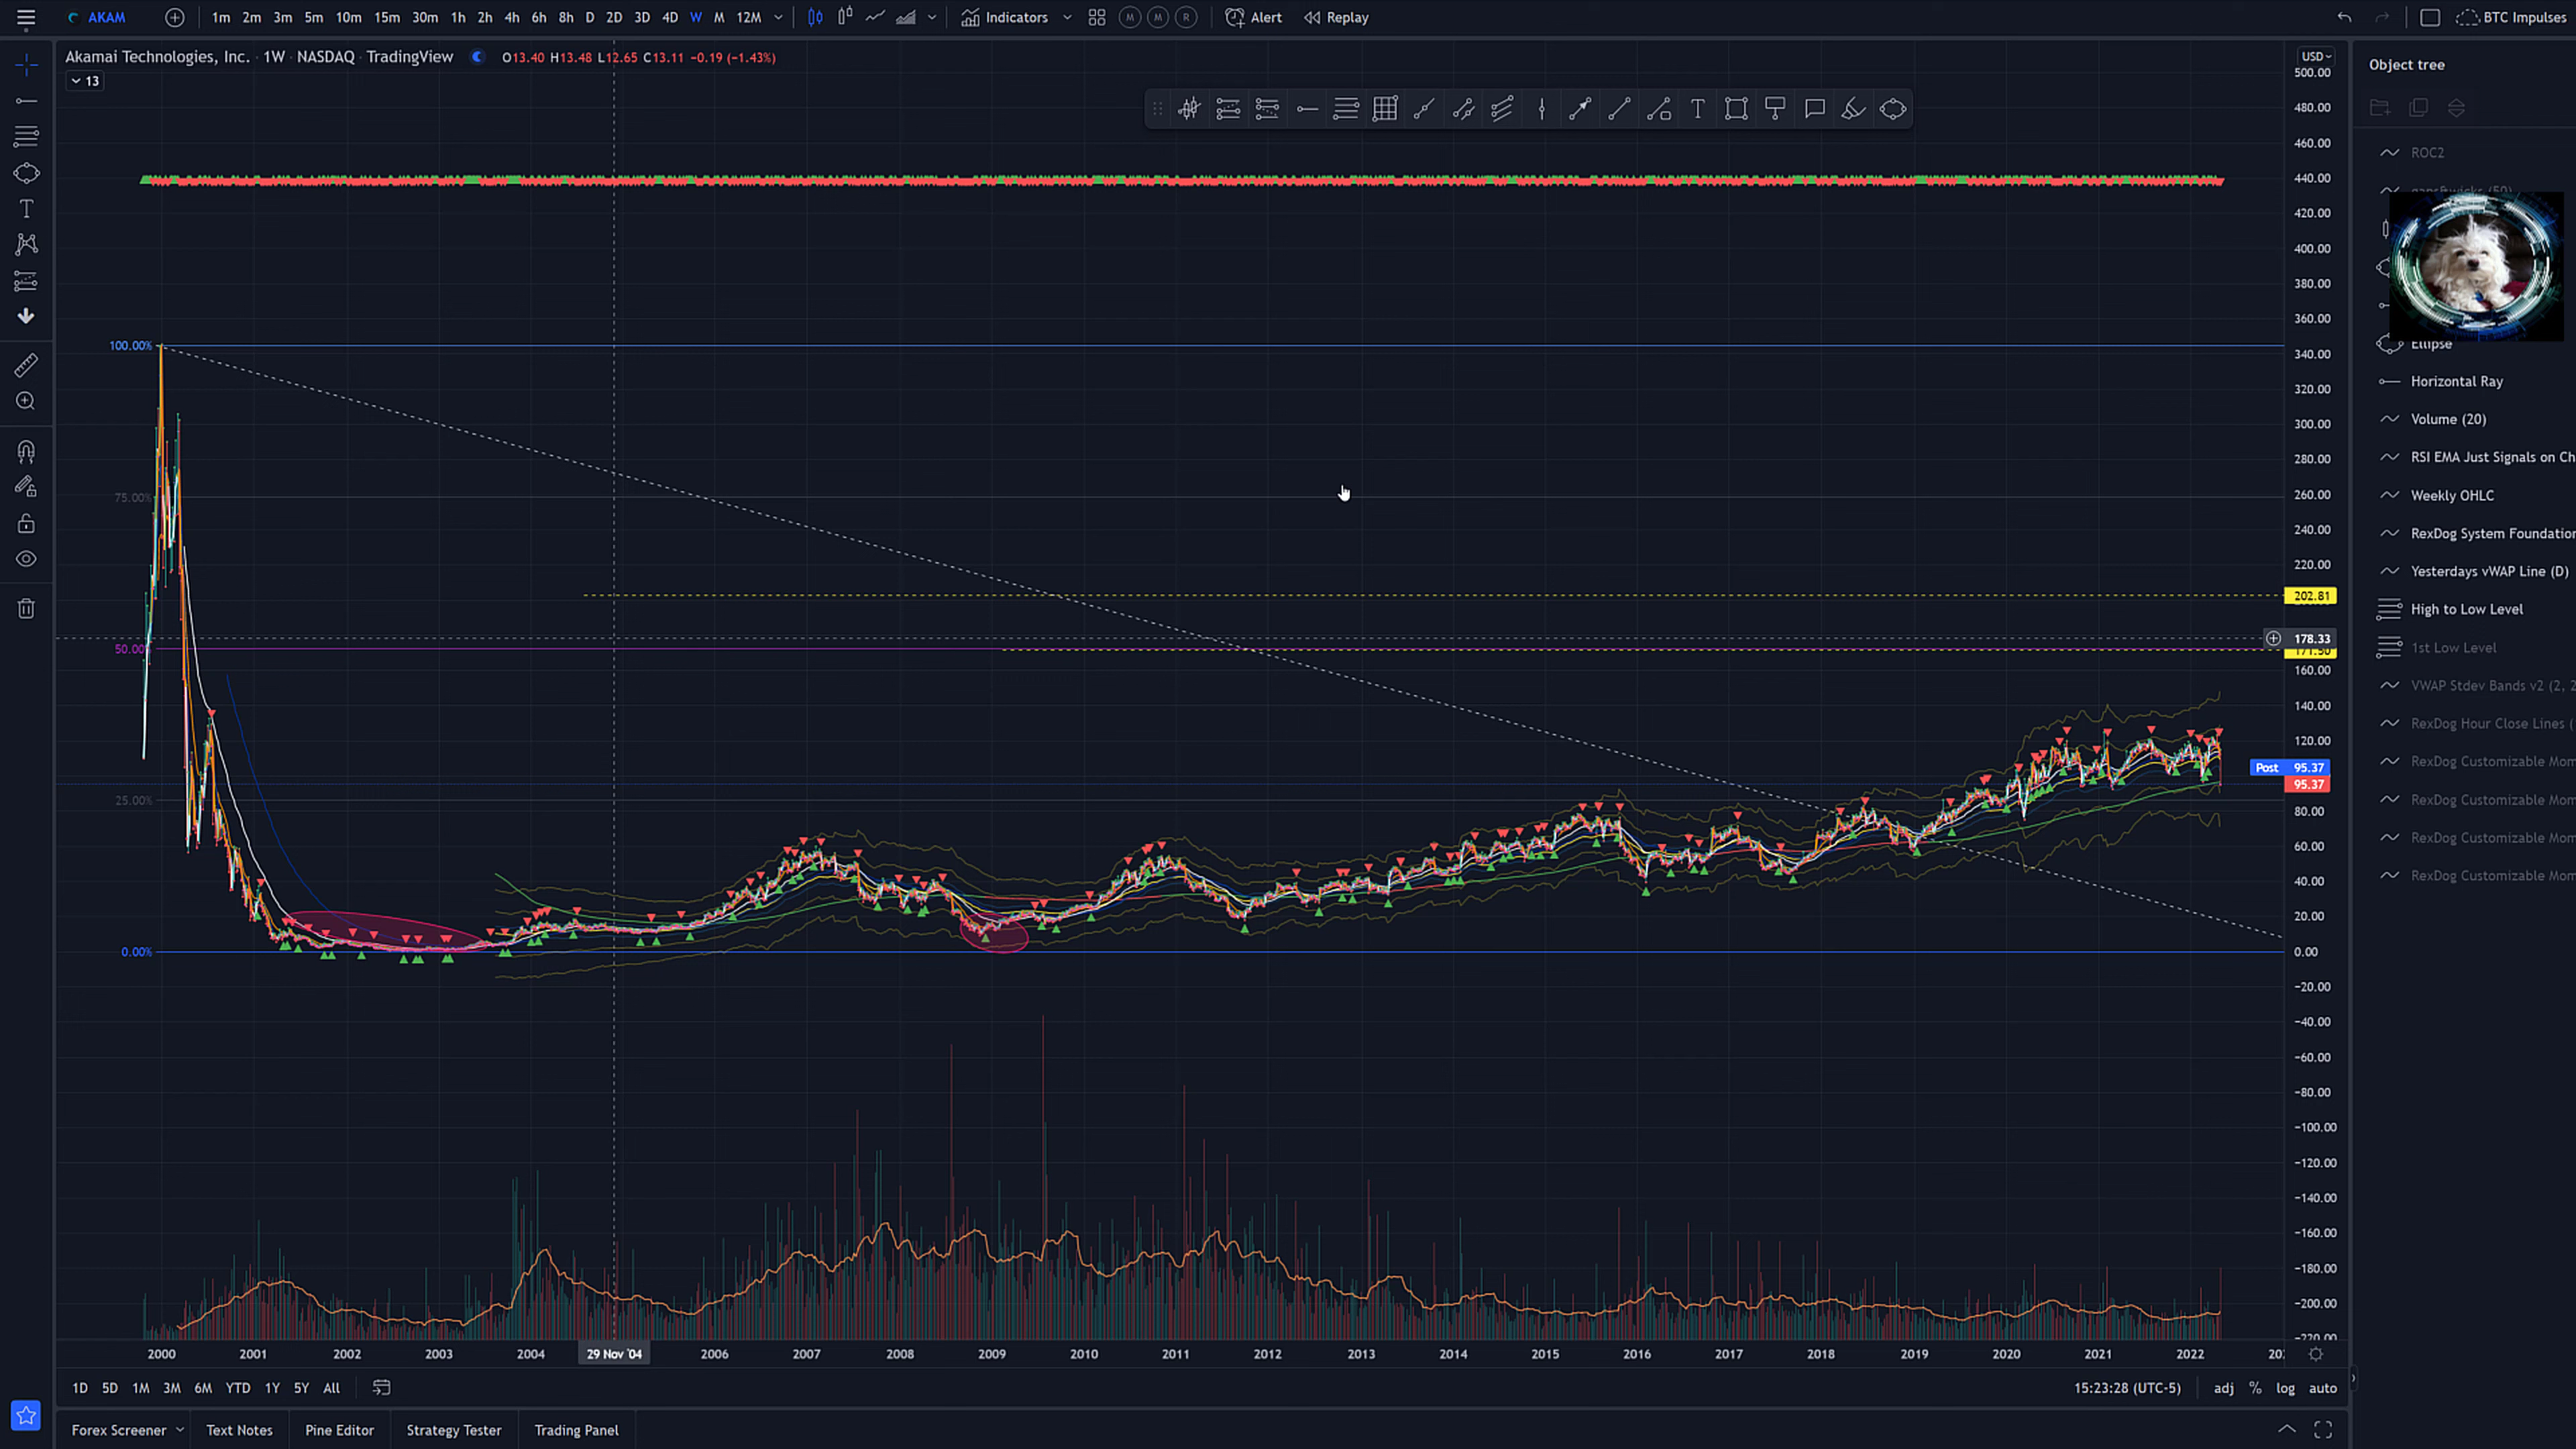 AKAM 1m 2m 3m 5m 10m 15m 30m 1h 2h 4h 6h 8h D 2D 3D 4D W M 12M Indicators M M R Alert Replay BTC Impulses
Akamai Technologies, Inc. · 1W · NASDAQ · TradingView O13.40 H13.48 L12.65 C13.11 −0.19 (−1.43%)
13
USD
500.00
480.00
460.00
440.00
420.00
400.00
380.00
360.00
340.00
320.00
300.00
280.00
260.00
240.00
220.00
202.81
178.33
171.50
160.00
140.00
120.00
Post 95.37
95.37
80.00
60.00
40.00
20.00
0.00
−20.00
−40.00
−60.00
−80.00
−100.00
−120.00
−140.00
−160.00
−180.00
−200.00
−220.00
100.00%
75.00%
50.00%
25.00%
0.00%
2000 2001 2002 2003 2004 29 Nov '04 2006 2007 2008 2009 2010 2011 2012 2013 2014 2015 2016 2017 2018 2019 2020 2021 2022 20
Object tree
ROC2
Ellipse
Horizontal Ray
Volume (20)
RSI EMA Just Signals on Ch
Weekly OHLC
RexDog System Foundation
Yesterdays vWAP Line (D)
High to Low Level
1st Low Level
VWAP Stdev Bands v2 (2, 2
RexDog Hour Close Lines (
RexDog Customizable Mom
RexDog Customizable Mom
RexDog Customizable Mom
RexDog Customizable Mom
1D 5D 1M 3M 6M YTD 1Y 5Y All 15:23:28 (UTC-5) adj % log auto
Forex Screener Text Notes Pine Editor Strategy Tester Trading Panel